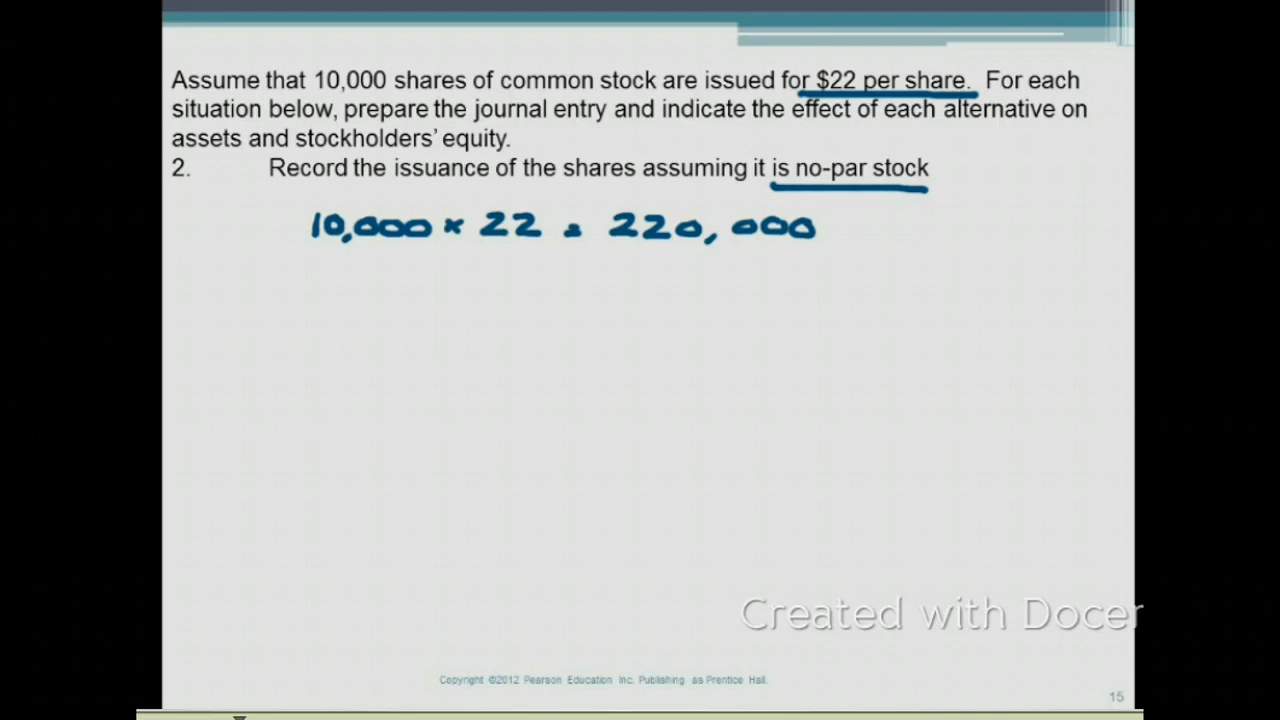 Assume that 10,000 shares of common stock are issued for $22 per share. For each
situation below, prepare the journal entry and indicate the effect of each alternative on
assets and stockholders' equity.
2. Record the issuance of the shares assuming it is no-par stock
10,000 × 22 = 220,000
Created with Docer
Copyright ©2012 Pearson Education Inc. Publishing as Prentice Hall.
15